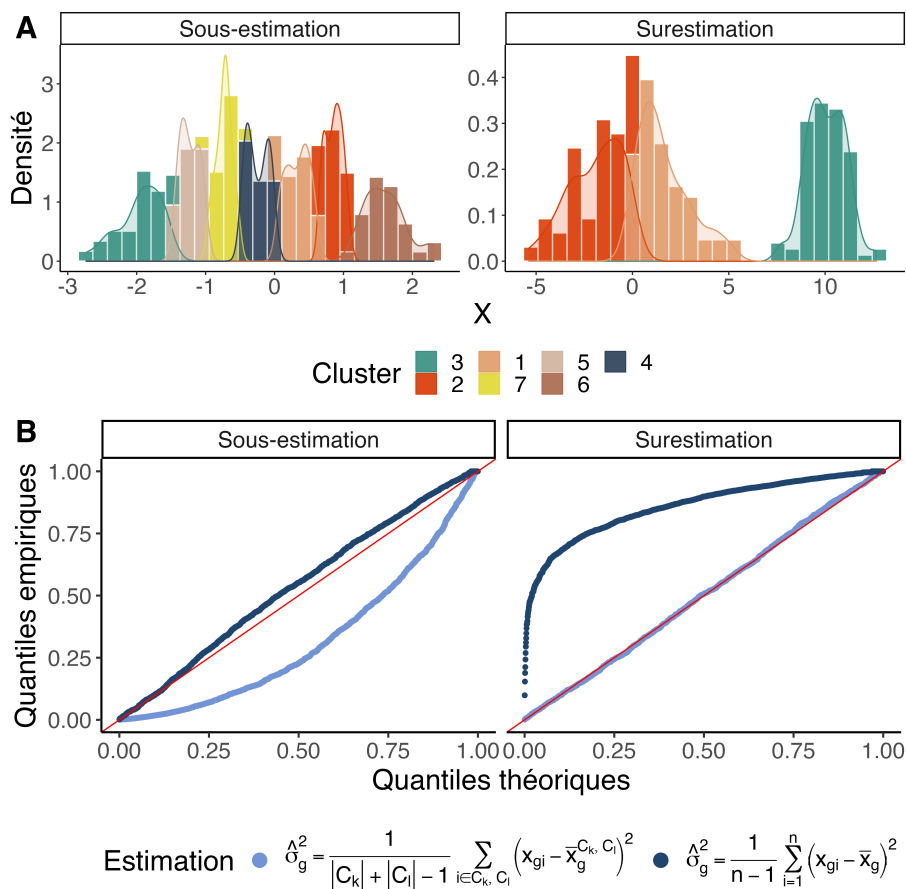 A
Sous-estimation
Surestimation
Densité
3
2
1
0
0.4
0.3
0.2
0.1
0.0
-3 -2 -1 0 1 2
-5 0 5 10
X
Cluster
3 1 5 4
2 7 6
B
Sous-estimation
Surestimation
Quantiles empiriques
1.00
0.75
0.50
0.25
0.00
0.00 0.25 0.50 0.75 1.00
0.00 0.25 0.50 0.75 1.00
Quantiles théoriques
Estimation
σ̂²_g = 1 / (|C_k| + |C_l| − 1) ∑_{i∈C_k, C_l} (x_gi − x̄_g^{C_k, C_l})²
σ̂²_g = 1 / (n − 1) ∑_{i=1}^{n} (x_gi − x̄_g)²